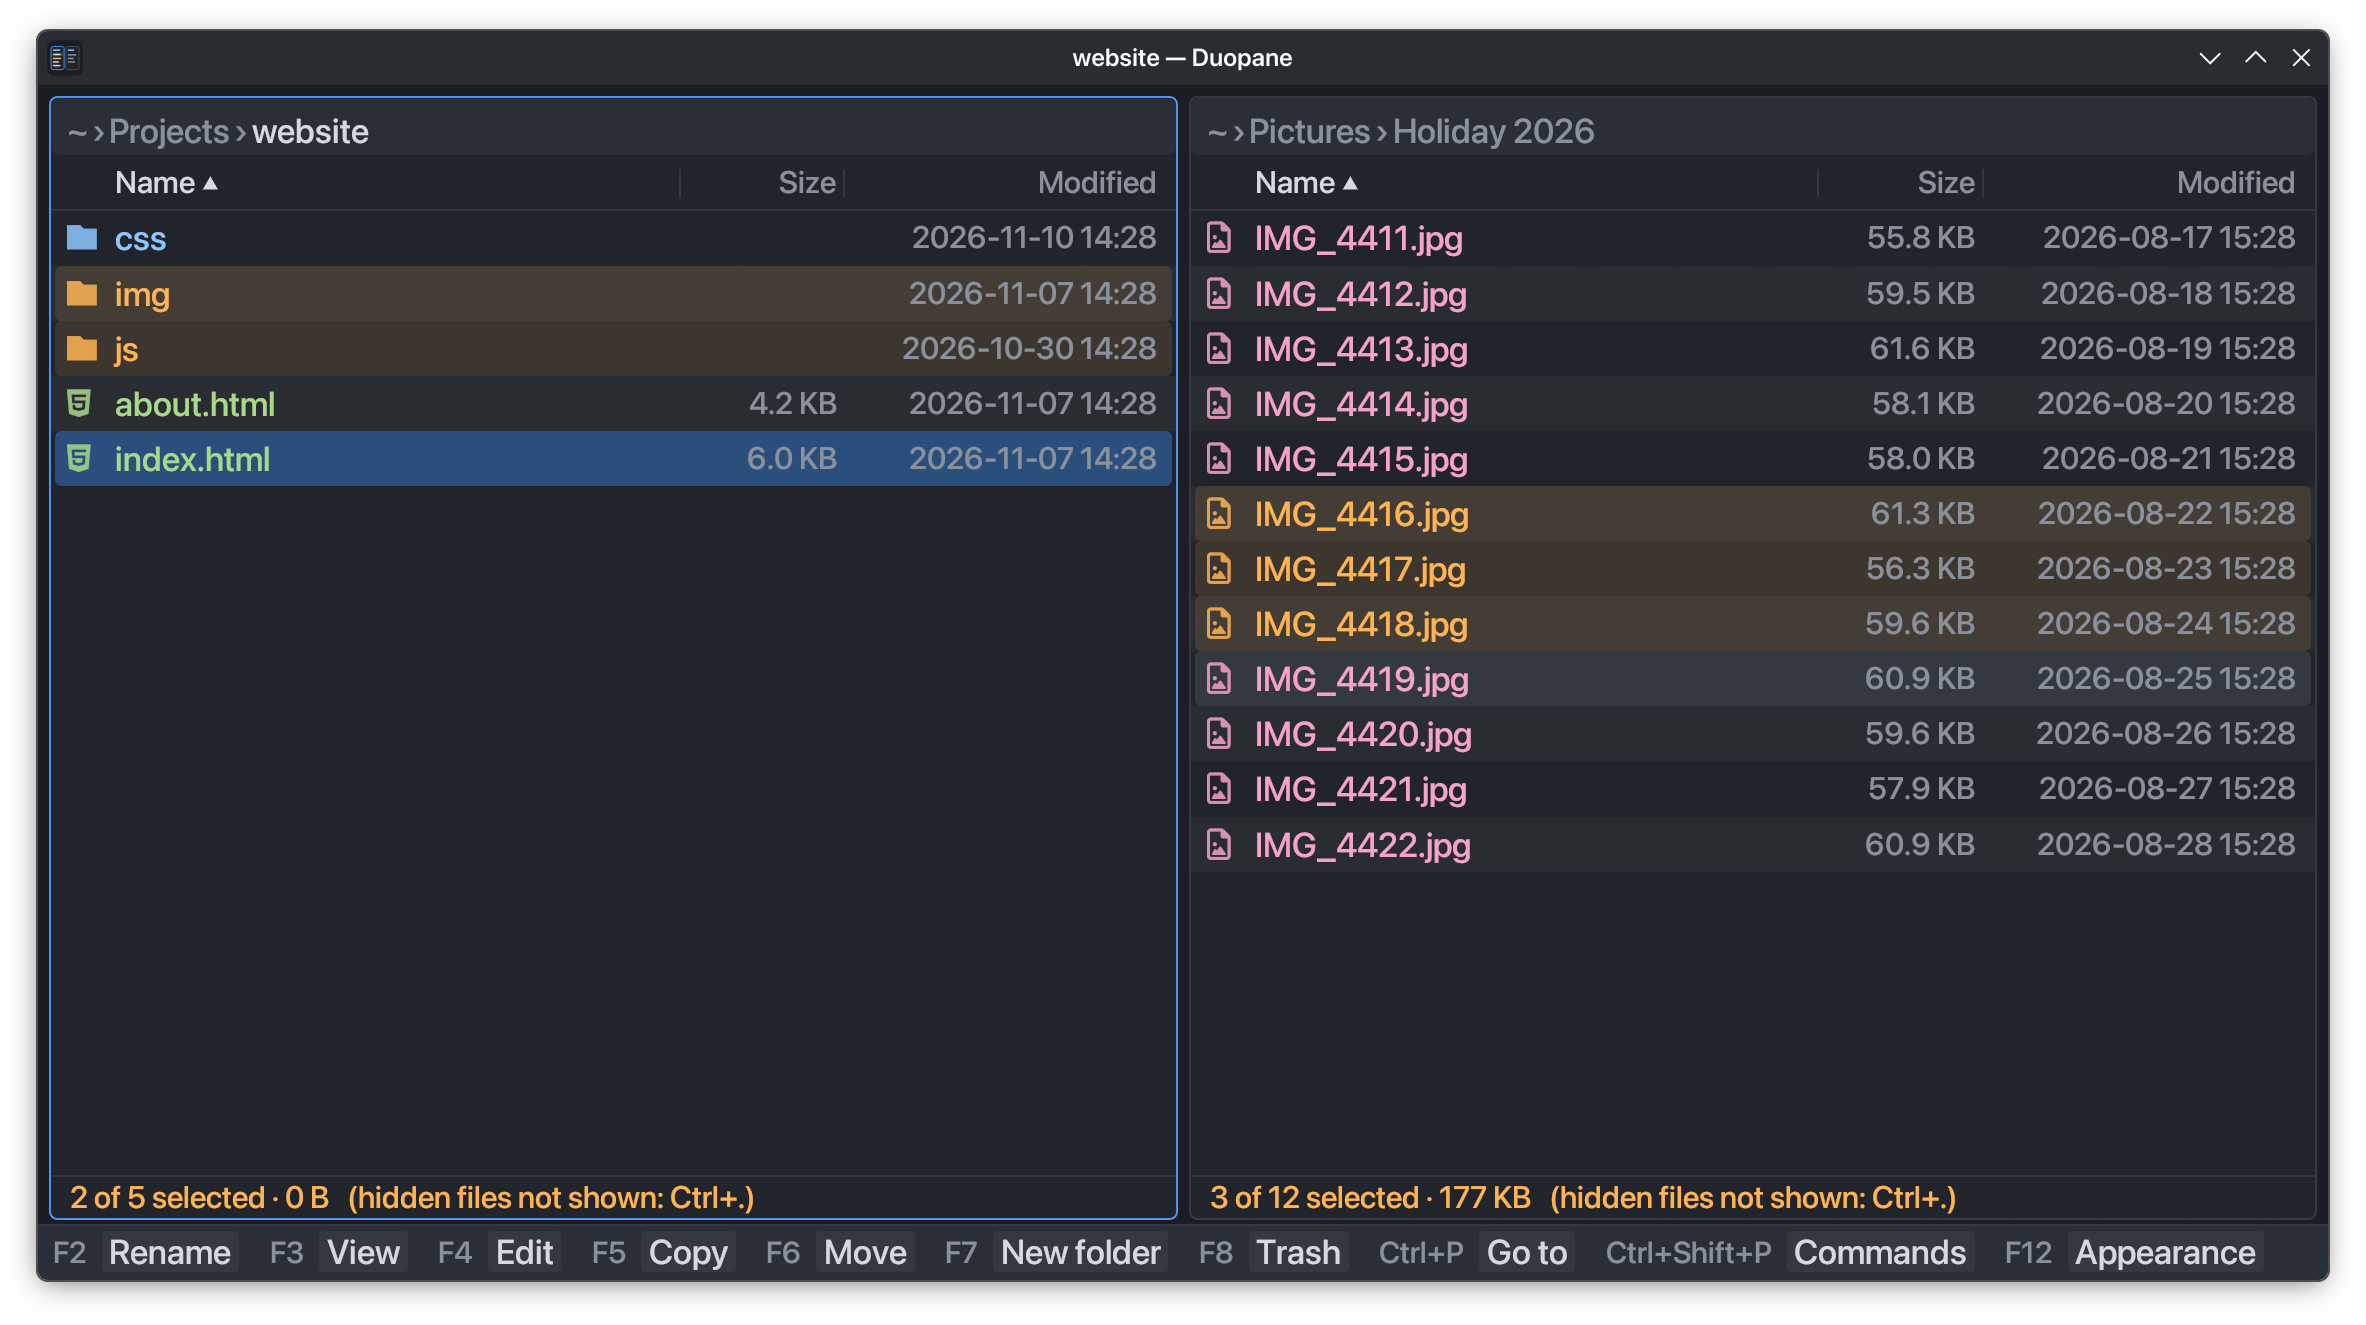 website — Duopane
~ › Projects › website
Name ▲ Size Modified
css 2026-11-10 14:28
img 2026-11-07 14:28
js 2026-10-30 14:28
about.html 4.2 KB 2026-11-07 14:28
index.html 6.0 KB 2026-11-07 14:28
2 of 5 selected · 0 B (hidden files not shown: Ctrl+.)
~ › Pictures › Holiday 2026
Name ▲ Size Modified
IMG_4411.jpg 55.8 KB 2026-08-17 15:28
IMG_4412.jpg 59.5 KB 2026-08-18 15:28
IMG_4413.jpg 61.6 KB 2026-08-19 15:28
IMG_4414.jpg 58.1 KB 2026-08-20 15:28
IMG_4415.jpg 58.0 KB 2026-08-21 15:28
IMG_4416.jpg 61.3 KB 2026-08-22 15:28
IMG_4417.jpg 56.3 KB 2026-08-23 15:28
IMG_4418.jpg 59.6 KB 2026-08-24 15:28
IMG_4419.jpg 60.9 KB 2026-08-25 15:28
IMG_4420.jpg 59.6 KB 2026-08-26 15:28
IMG_4421.jpg 57.9 KB 2026-08-27 15:28
IMG_4422.jpg 60.9 KB 2026-08-28 15:28
3 of 12 selected · 177 KB (hidden files not shown: Ctrl+.)
F2 Rename F3 View F4 Edit F5 Copy F6 Move F7 New folder F8 Trash Ctrl+P Go to Ctrl+Shift+P Commands F12 Appearance